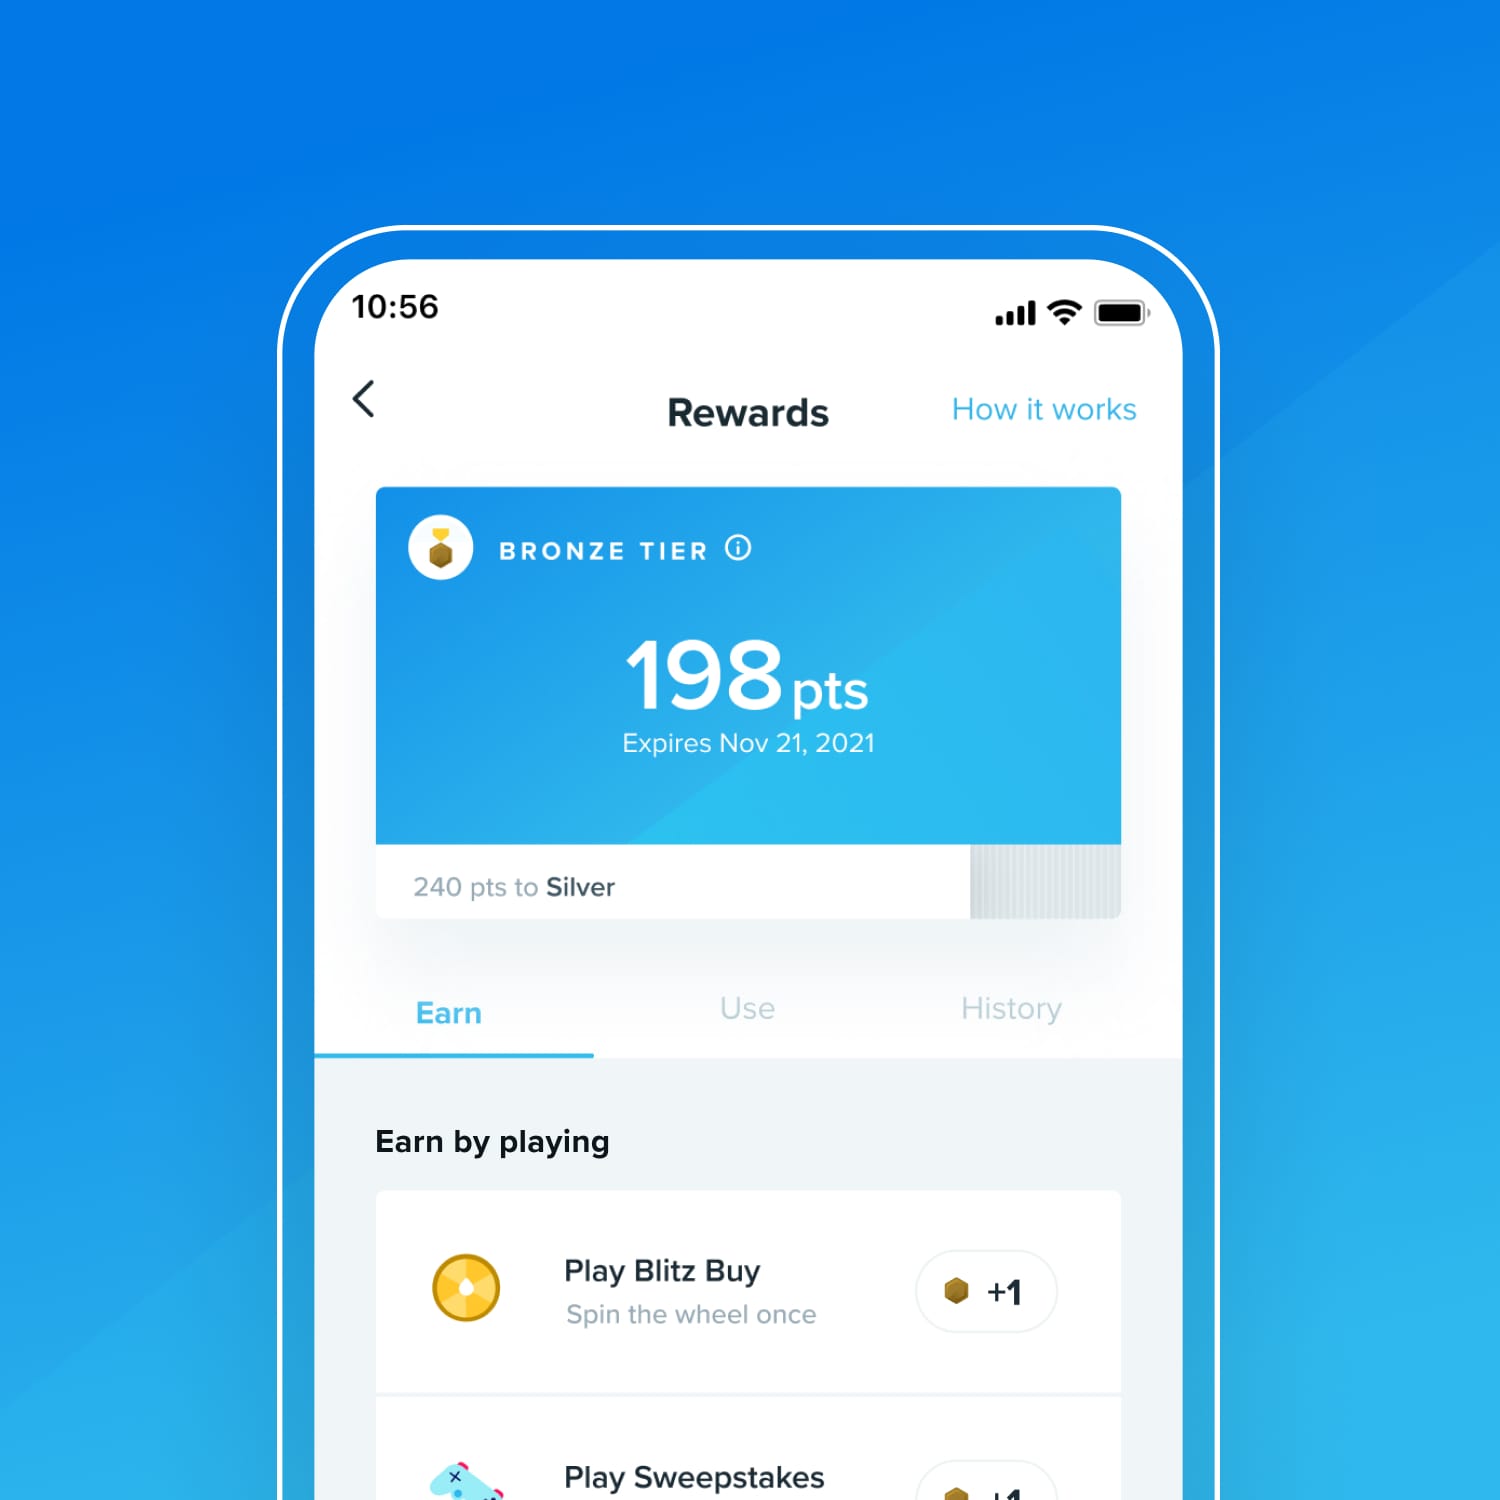 10:56
Rewards
How it works
BRONZE TIER
198 pts
Expires Nov 21, 2021
240 pts to Silver
Earn
Use
History
Earn by playing
Play Blitz Buy
Spin the wheel once
+1
Play Sweepstakes
+1